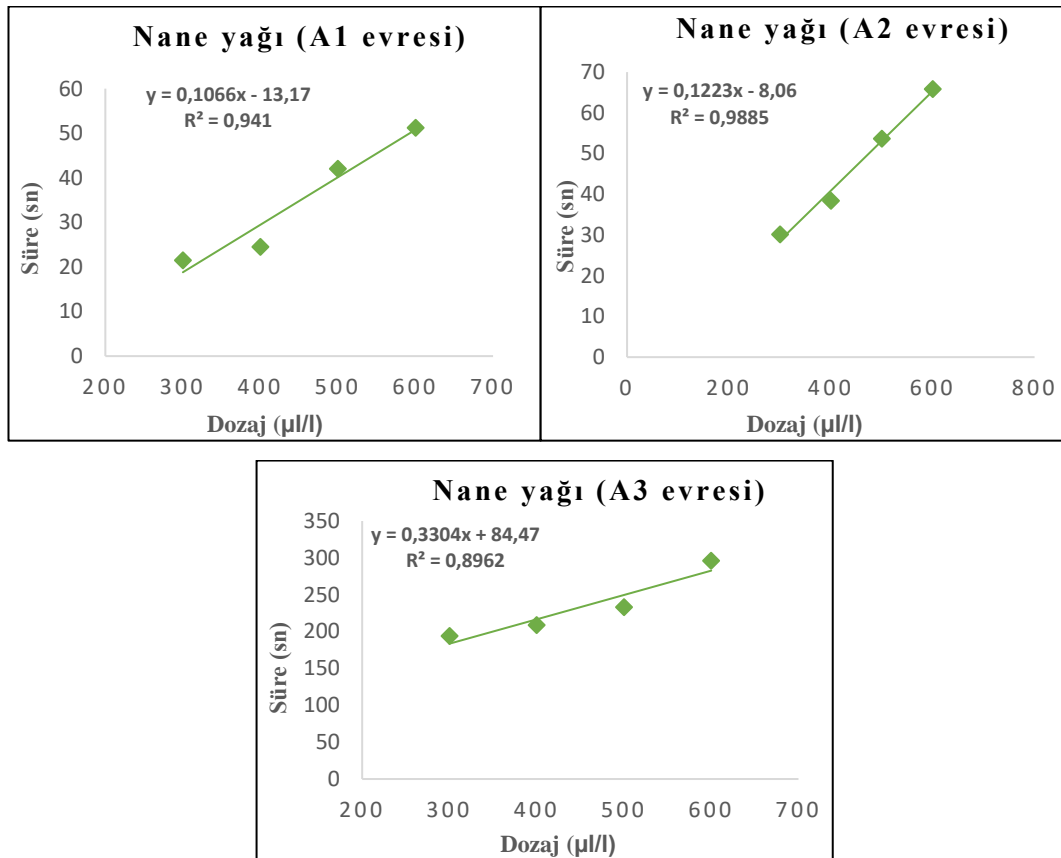 Nane yağı (A1 evresi)
y = 0,1066x - 13,17
R² = 0,941
60
50
40
30
20
10
0
Süre (sn)
200 300 400 500 600 700
Dozaj (µl/l)
Nane yağı (A2 evresi)
y = 0,1223x - 8,06
R² = 0,9885
70
60
50
40
30
20
10
0
Süre (sn)
0 200 400 600 800
Dozaj (µl/l)
Nane yağı (A3 evresi)
y = 0,3304x + 84,47
R² = 0,8962
350
300
250
200
150
100
50
0
Süre (sn)
200 300 400 500 600 700
Dozaj (µl/l)